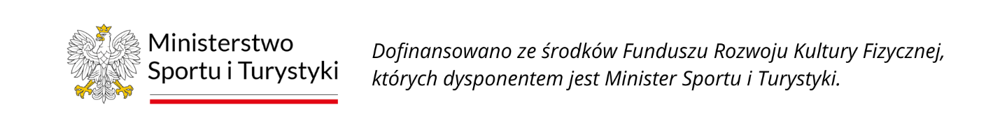 Ministerstwo
Sportu i Turystyki
Dofinansowano ze środków Funduszu Rozwoju Kultury Fizycznej,
których dysponentem jest Minister Sportu i Turystyki.